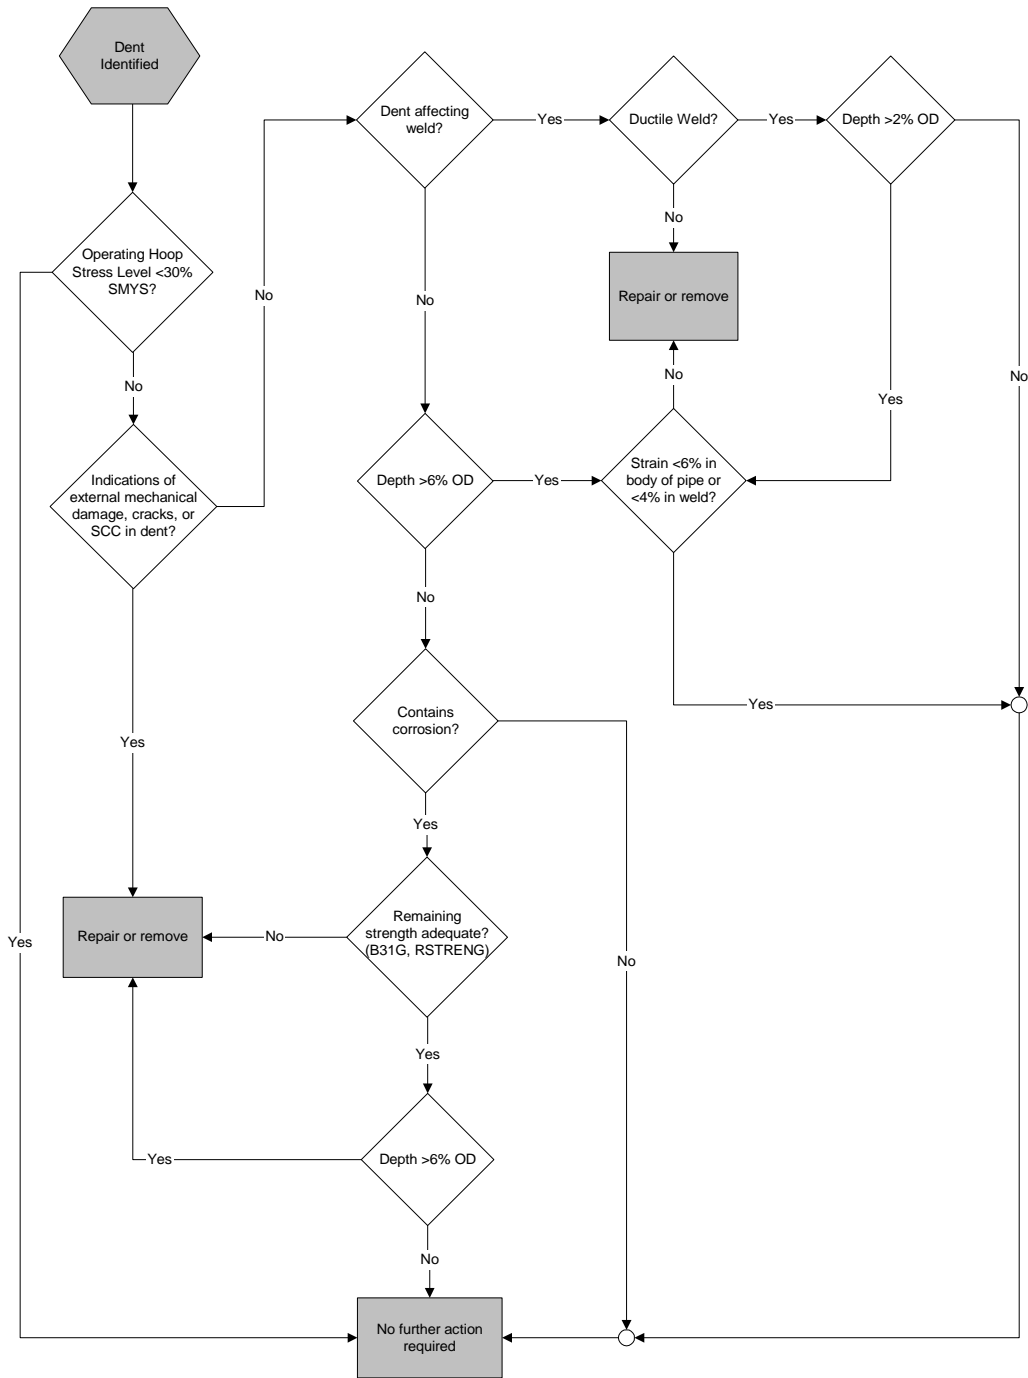 Dent
Identified
Dent affecting
weld?
Yes
Ductile Weld?
Yes
Depth >2% OD
No
Operating Hoop
Stress Level <30%
SMYS?
No
No
Repair or remove
No
No
No
Yes
No
Indications of
external mechanical
damage, cracks, or
SCC in dent?
Depth >6% OD
Yes
Strain <6% in
body of pipe or
<4% in weld?
No
Contains
corrosion?
Yes
Yes
Yes
Remaining
strength adequate?
(B31G, RSTRENG)
No
Repair or remove
Yes
No
Yes
Depth >6% OD
Yes
No
No further action
required